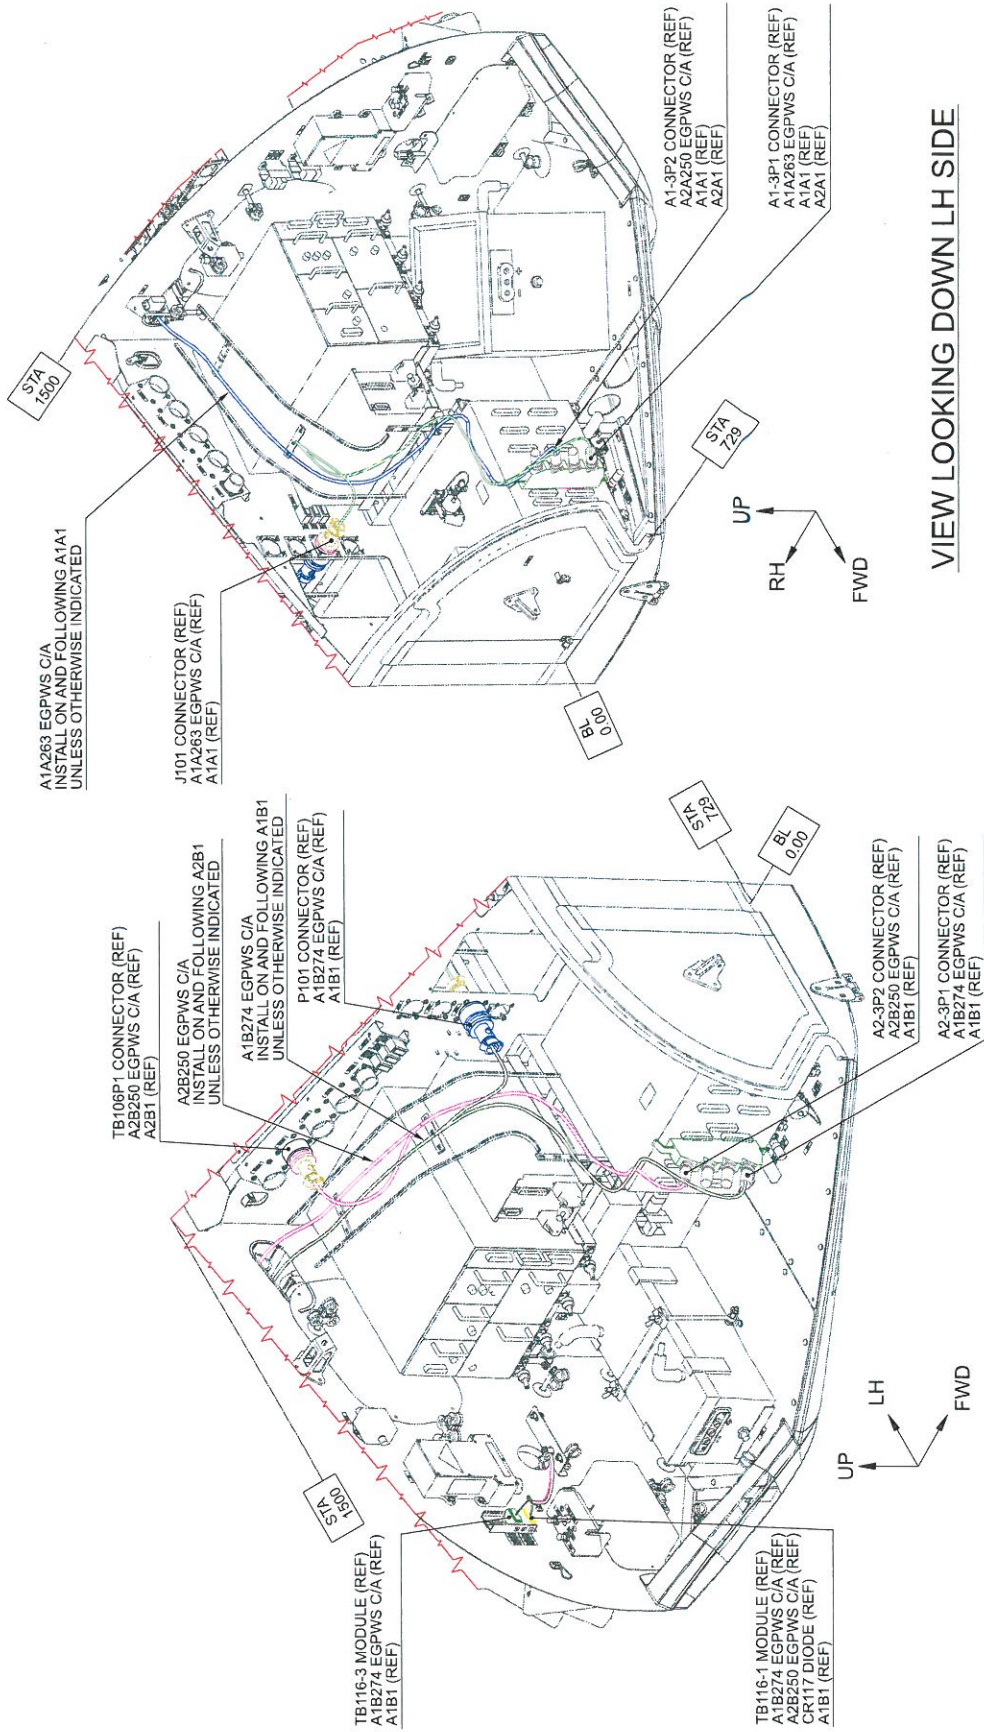 TB106P1 CONNECTOR (REF)
A2B250 EGPWS C/A (REF)
A2B1 (REF)
A2B250 EGPWS C/A
INSTALL ON AND FOLLOWING A2B1
UNLESS OTHERWISE INDICATED
A1B274 EGPWS C/A
INSTALL ON AND FOLLOWING A1B1
UNLESS OTHERWISE INDICATED
P101 CONNECTOR (REF)
A1B274 EGPWS C/A (REF)
A1B1 (REF)
STA
1500
STA
729
BL
0.00
TB116-3 MODULE (REF)
A1B274 EGPWS C/A (REF)
A1B1 (REF)
TB116-1 MODULE (REF)
A1B274 EGPWS C/A (REF)
A2B250 EGPWS C/A (REF)
CR117 DIODE (REF)
A1B1 (REF)
UP
LH
FWD
A2-3P2 CONNECTOR (REF)
A2B250 EGPWS C/A (REF)
A1B1 (REF)
A2-3P1 CONNECTOR (REF)
A1B274 EGPWS C/A (REF)
A1B1 (REF)
A1A263 EGPWS C/A
INSTALL ON AND FOLLOWING A1A1
UNLESS OTHERWISE INDICATED
J101 CONNECTOR (REF)
A1A263 EGPWS C/A (REF)
A1A1 (REF)
STA
1500
BL
0.00
STA
729
UP
RH
FWD
A1-3P2 CONNECTOR (REF)
A2A250 EGPWS C/A (REF)
A1A1 (REF)
A2A1 (REF)
A1-3P1 CONNECTOR (REF)
A1A263 EGPWS C/A (REF)
A1A1 (REF)
A2A1 (REF)
VIEW LOOKING DOWN LH SIDE